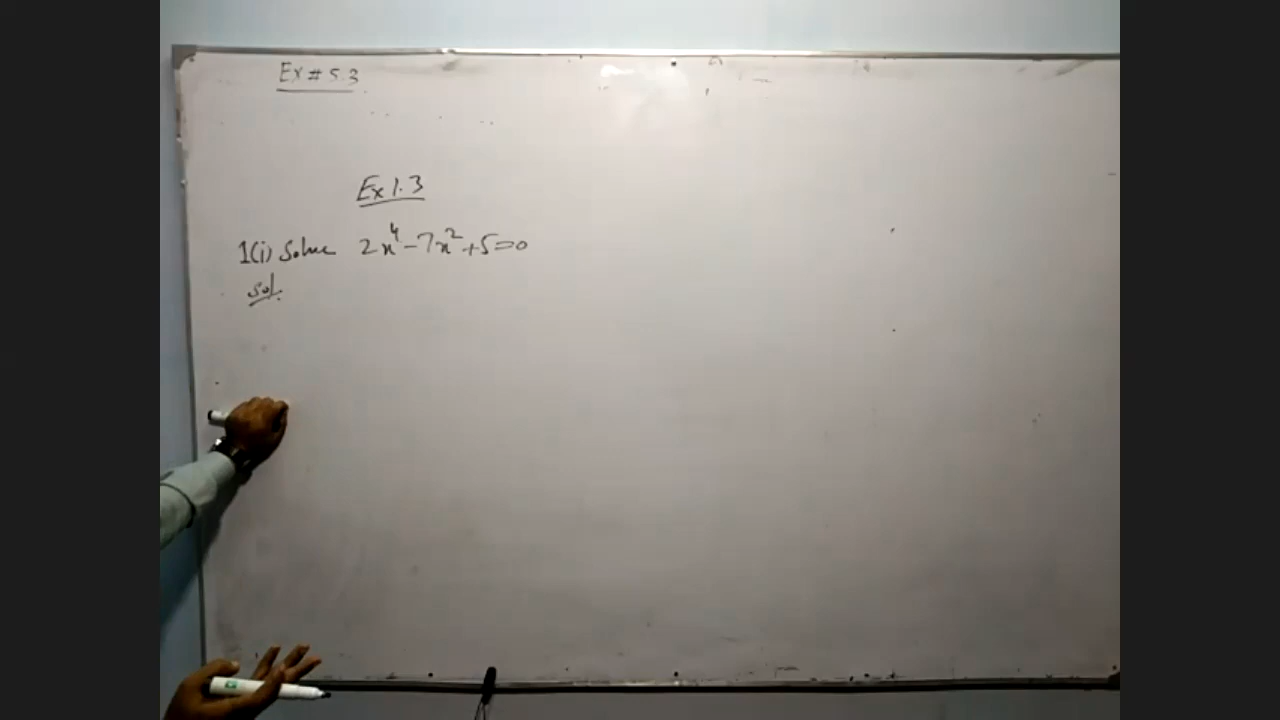 Ex # 5.3
Ex 1.3
1(i) Solve 2x⁴-7x²+5=0
Sol.